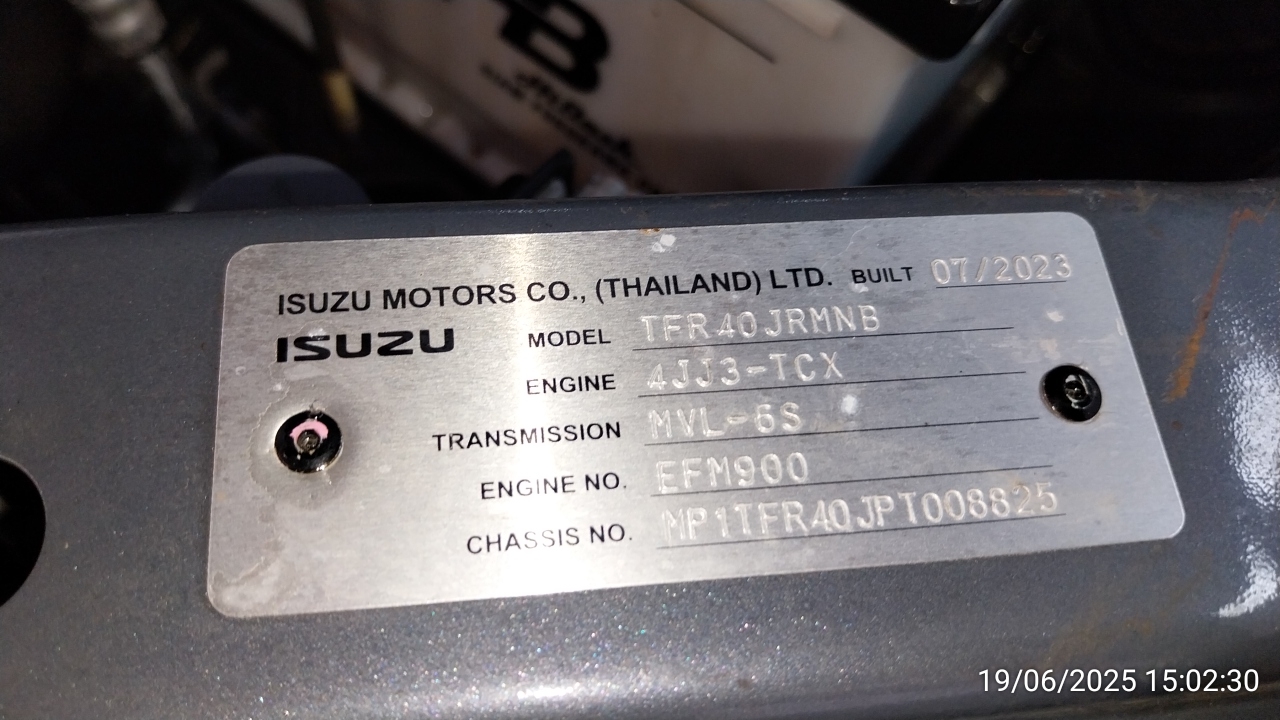 B
ISUZU MOTORS CO., (THAILAND) LTD. BUILT 07/2023
ISUZU
MODEL TFR40JRMNB
ENGINE 4JJ3-TCX
TRANSMISSION MVL-6S
ENGINE NO. EFM900
CHASSIS NO. MP1TFR40JPT008825
19/06/2025 15:02:30